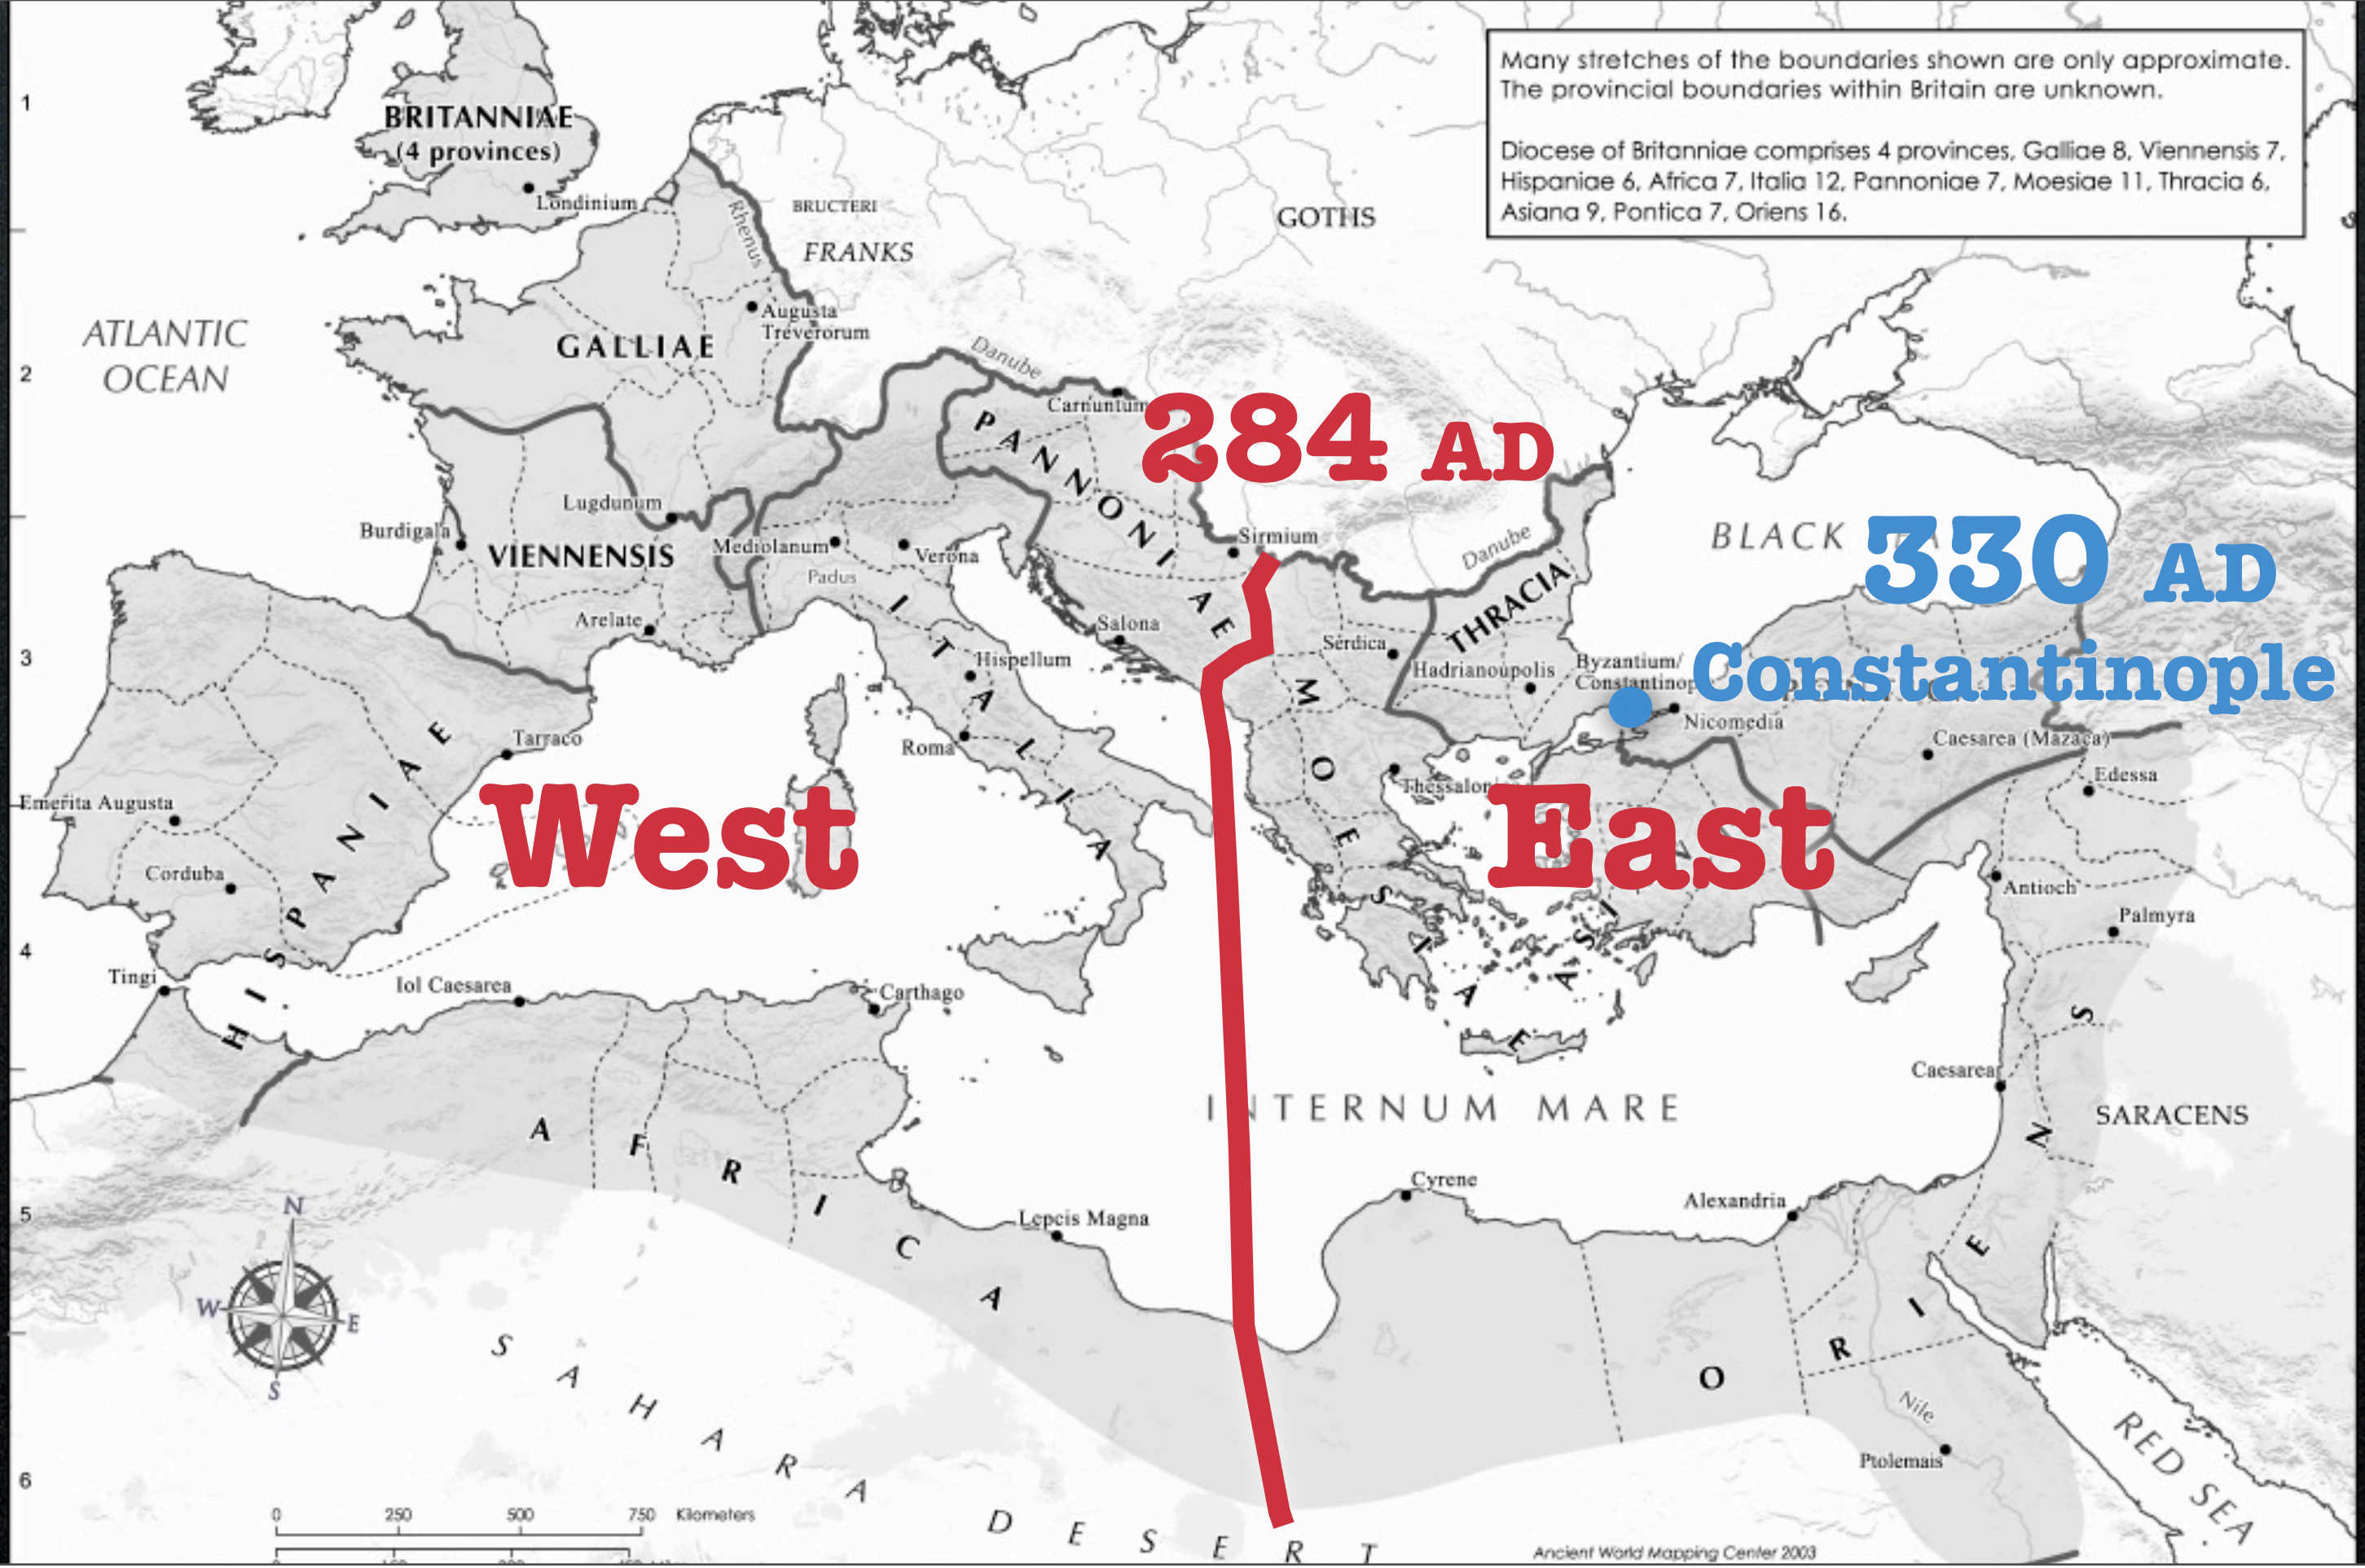 Many stretches of the boundaries shown are only approximate.
The provincial boundaries within Britain are unknown.
Diocese of Britanniae comprises 4 provinces, Galliae 8, Viennensis 7,
Hispaniae 6, Africa 7, Italia 12, Pannoniae 7, Moesiae 11, Thracia 6,
Asiana 9, Pontica 7, Oriens 16.
1
BRITANNIAE
(4 provinces)
Londinium
Rhenus
BRUCTERI
FRANKS
GOTHS
ATLANTIC
OCEAN
2
GALLIAE
Augusta
Treverorum
Danube
Carnuntum
284 AD
PANNONIAE
Lugdunum
Burdigala
VIENNENSIS
Mediolanum
Verona
Padus
Sirmium
Danube
BLACK
330 AD
THRACIA
Arelate
Salona
Serdica
3
Hispellum
Hadrianoupolis
Byzantium/
Constantinop
Constantinople
Nicomedia
ITALIA
Roma
Tarraco
Caesarea (Mazaca)
Edessa
Thessalon
MOESIAE
Emerita Augusta
West
East
Corduba
HISPANIAE
ASI
Antioch
Palmyra
4
Tingi
Iol Caesarea
Carthago
Caesarea
INTERNUM MARE
SARACENS
AFRICA
Cyrene
Alexandria
5
Lepcis Magna
N
W
E
S
ORIENS
SAHARA
DESERT
Nile
Ptolemais
RED SEA
6
0 250 500 750 Kilometers
Ancient World Mapping Center 2003